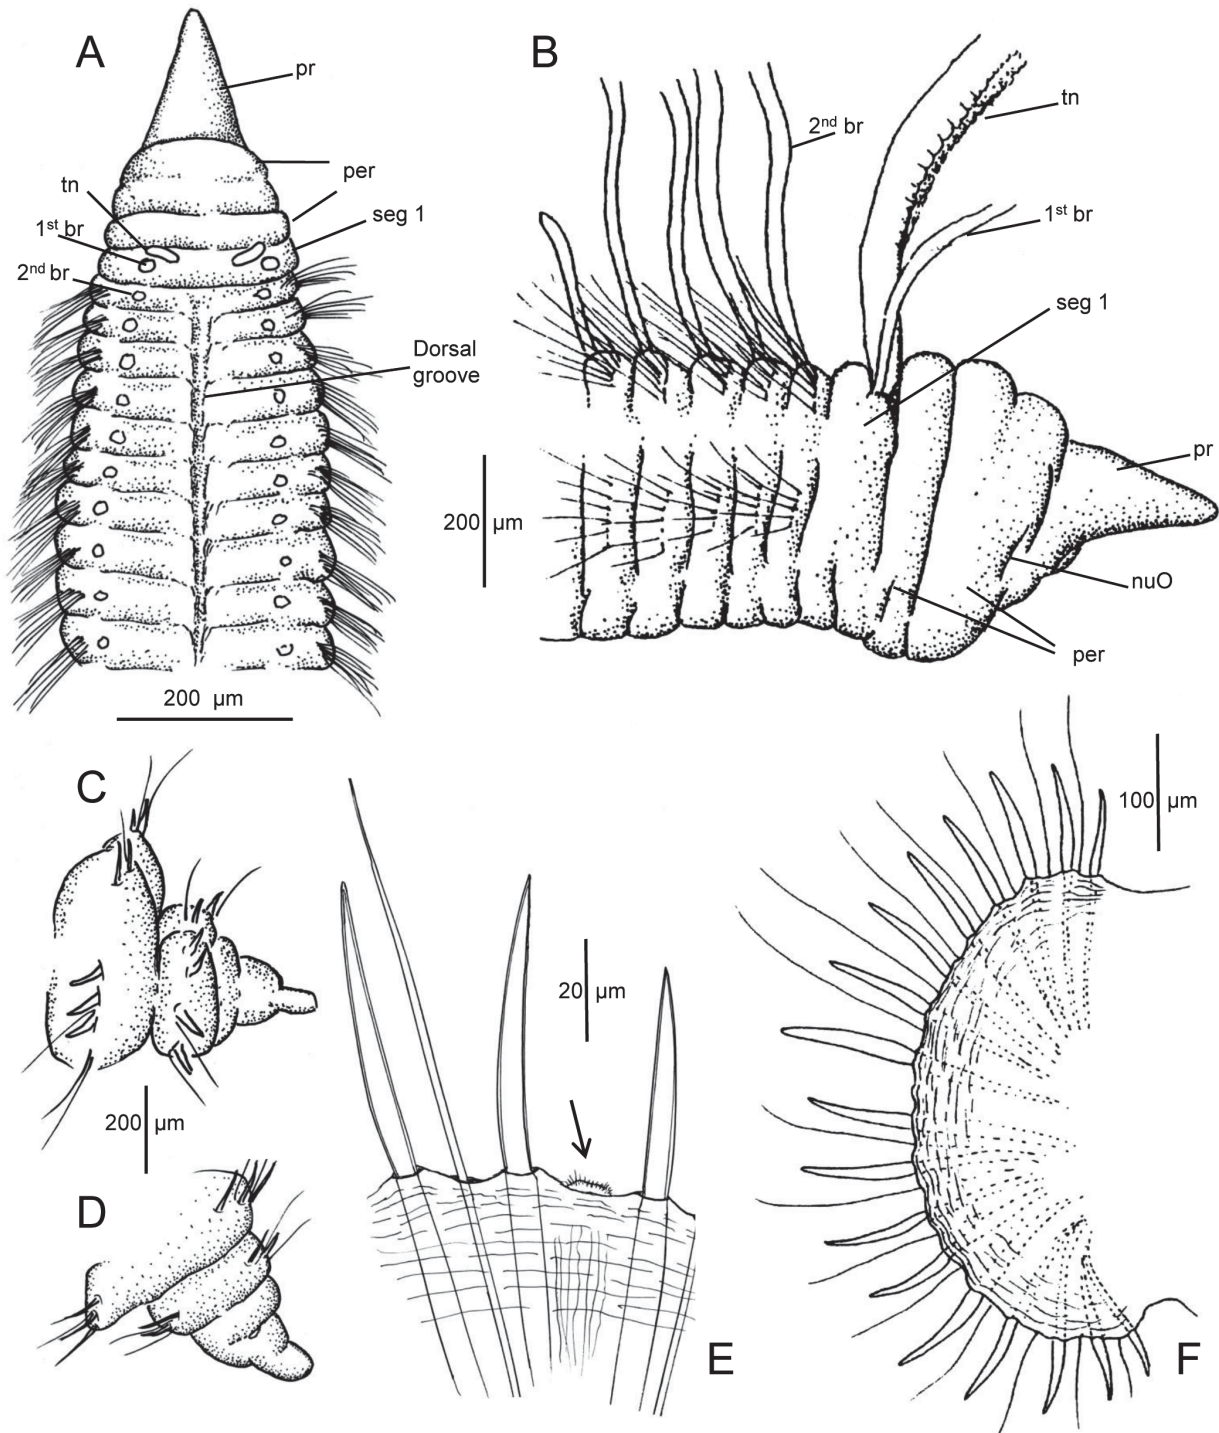 A
pr
per
tn
1st br
seg 1
2nd br
Dorsal
groove
200 µm
B
tn
2nd br
1st br
seg 1
pr
200 µm
nuO
per
C
200 µm
D
20 µm
E
100 µm
F